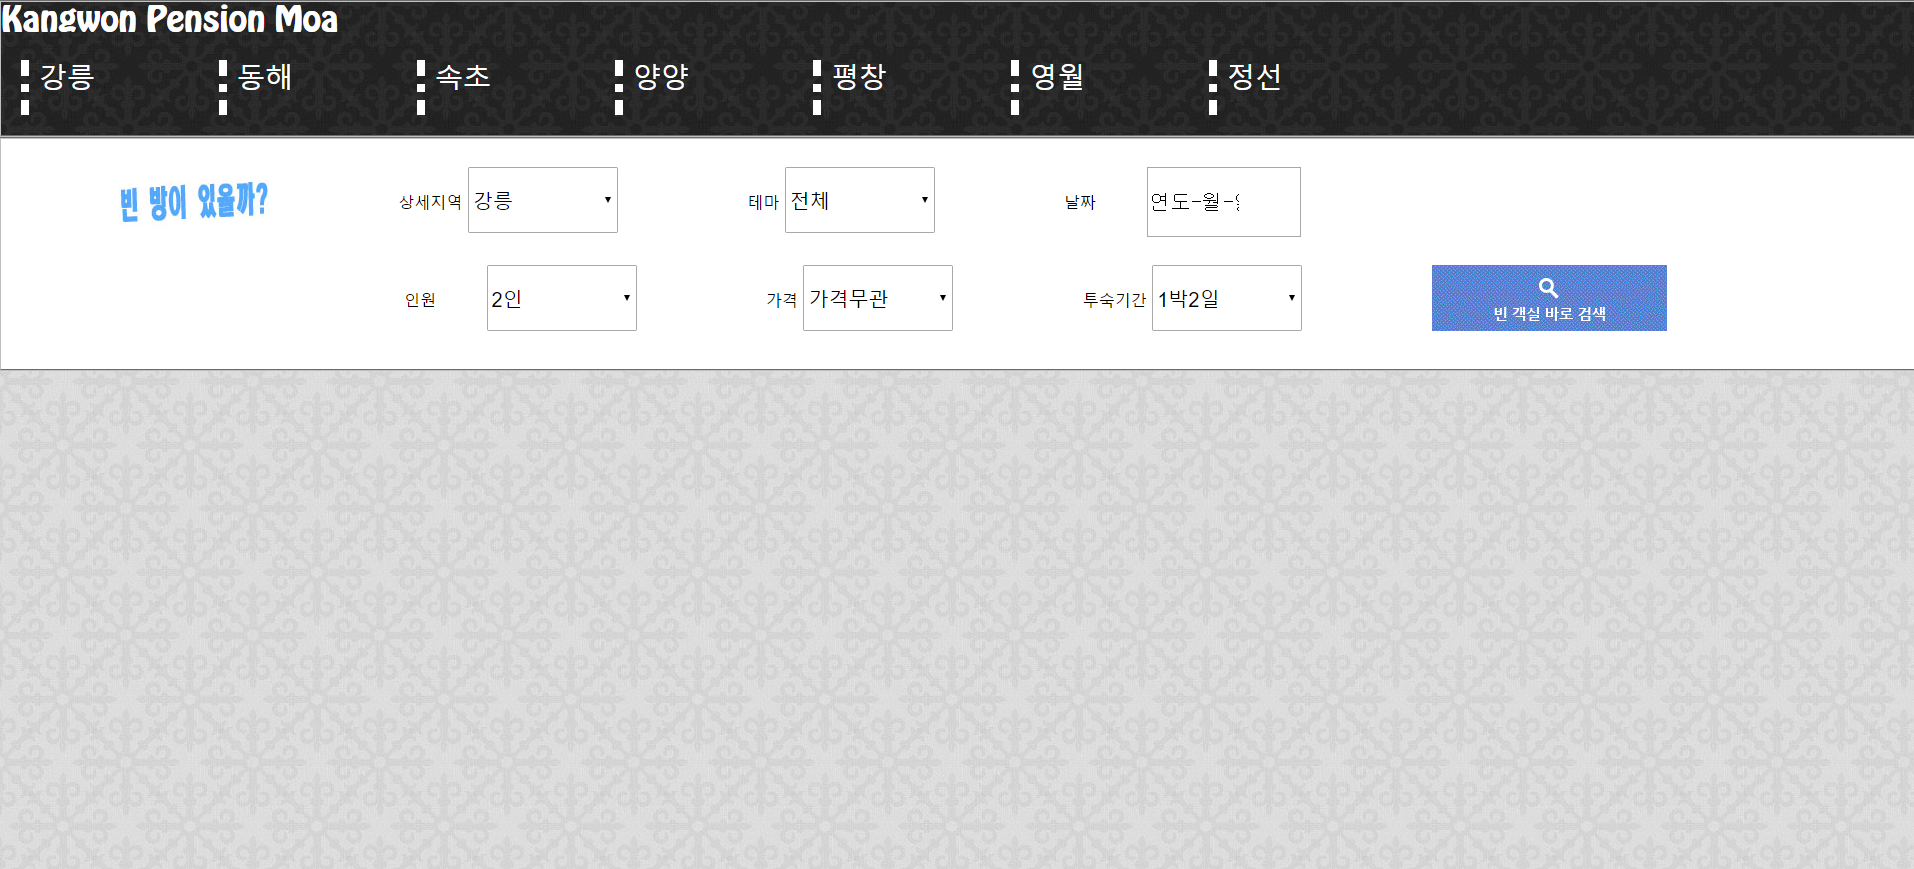 Kangwon Pension Moa
강릉 동해 속초 양양 평창 영월 정선
빈 방이 있을까? 상세지역 강릉 테마 전체 날짜 연도-월-
인원 2인 가격 가격무관 투숙기간 1박2일
빈 객실 바로 검색